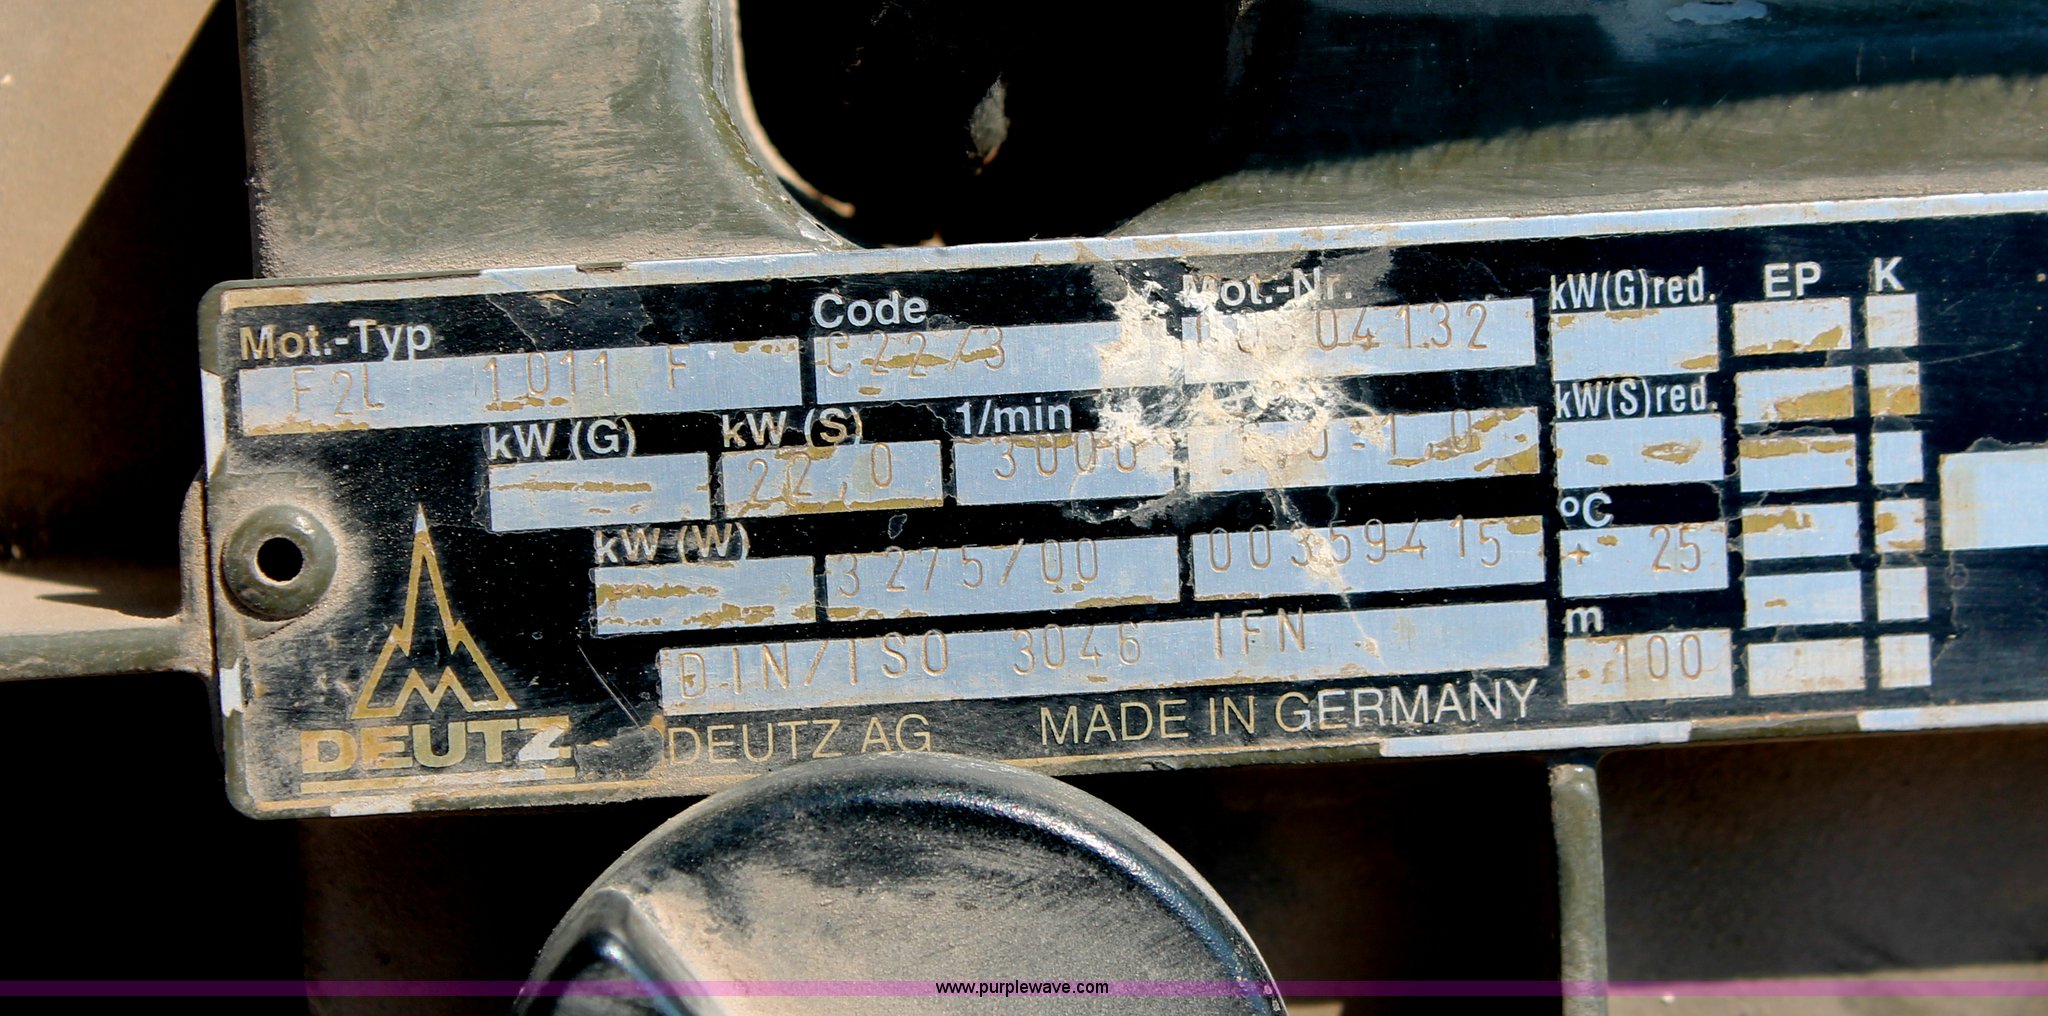 Mot.-Typ Code Mot.-Nr. kW(G)red. EP K
F2L 1011 F C22/3 04132
kW (G) kW (S) 1/min kW(S)red.
22,0 3000
kW (W) °C
3275/00 00359415 + 25
m
DIN/ISO 3046 IFN 100
DEUTZ DEUTZ AG MADE IN GERMANY
www.purplewave.com